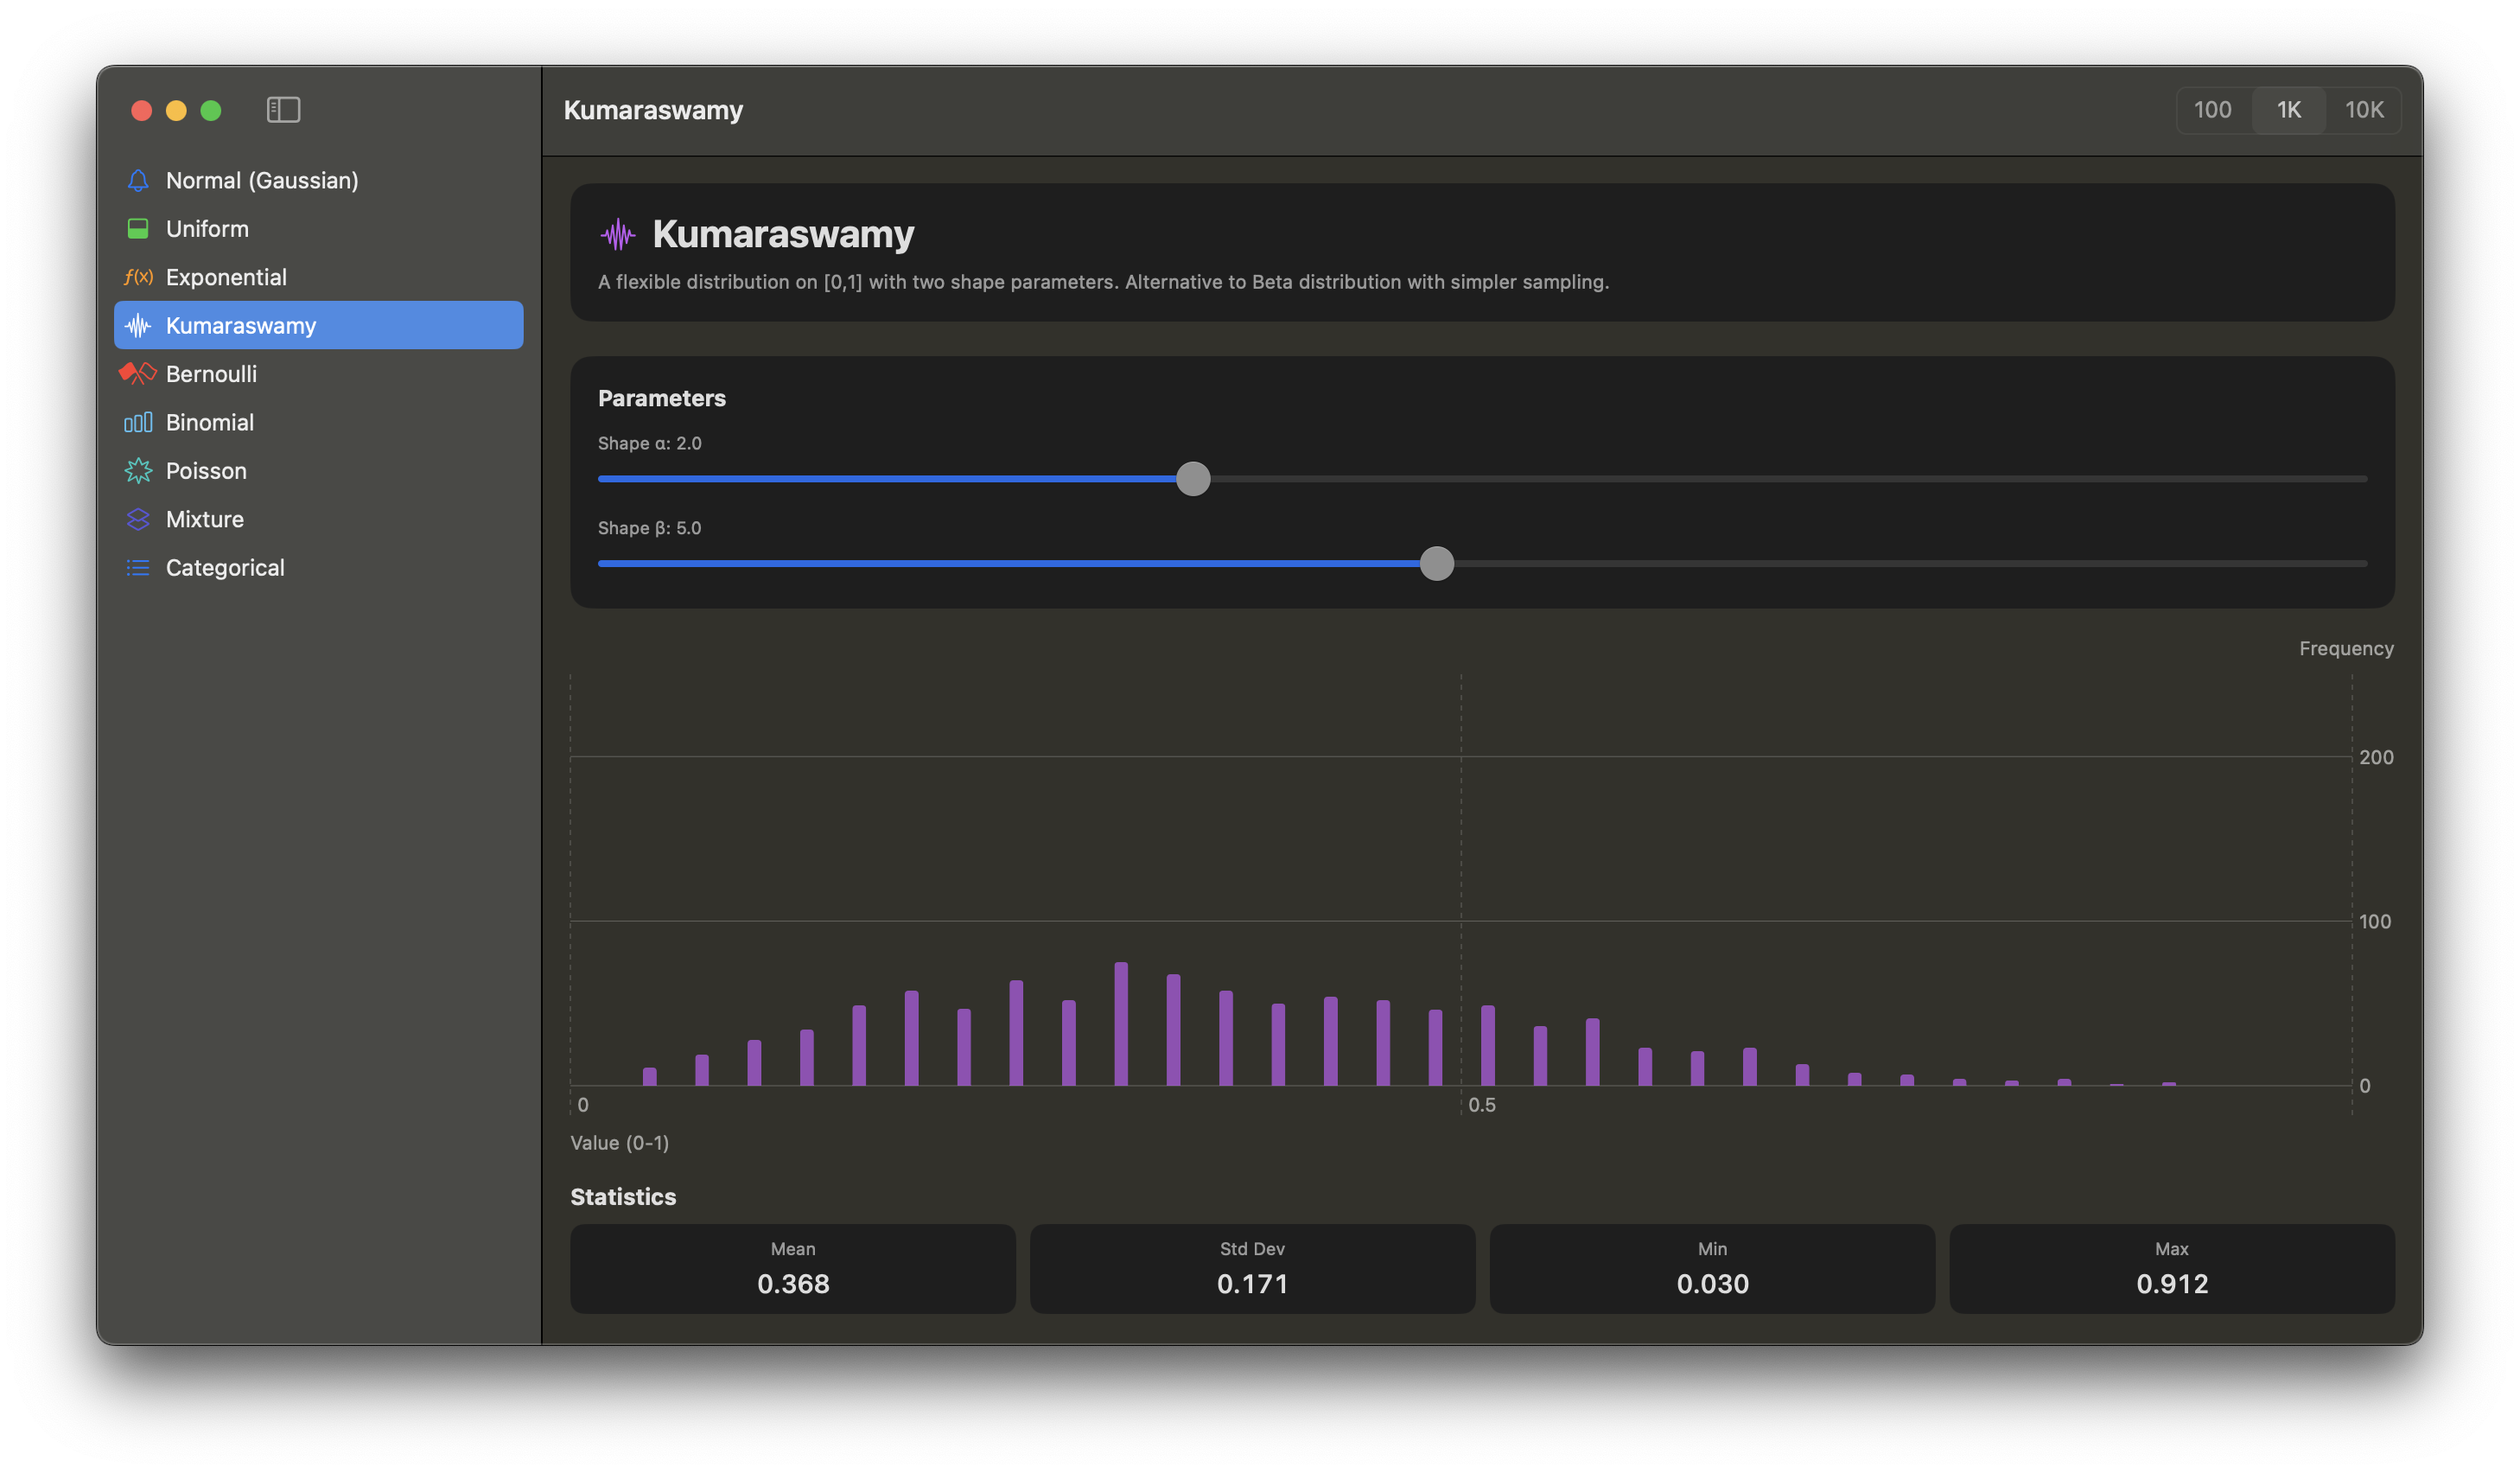 Kumaraswamy
100 1K 10K
Normal (Gaussian)
Uniform
f(x) Exponential
Kumaraswamy
Bernoulli
Binomial
Poisson
Mixture
Categorical
Kumaraswamy
A flexible distribution on [0,1] with two shape parameters. Alternative to Beta distribution with simpler sampling.
Parameters
Shape α: 2.0
Shape β: 5.0
Frequency
200
100
0
0 0.5
Value (0-1)
Statistics
Mean
0.368
Std Dev
0.171
Min
0.030
Max
0.912